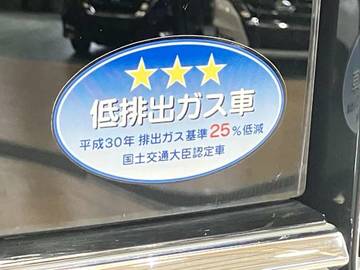 ★★★
低排出ガス車
平成30年 排出ガス基準 25%低減
国土交通大臣認定車